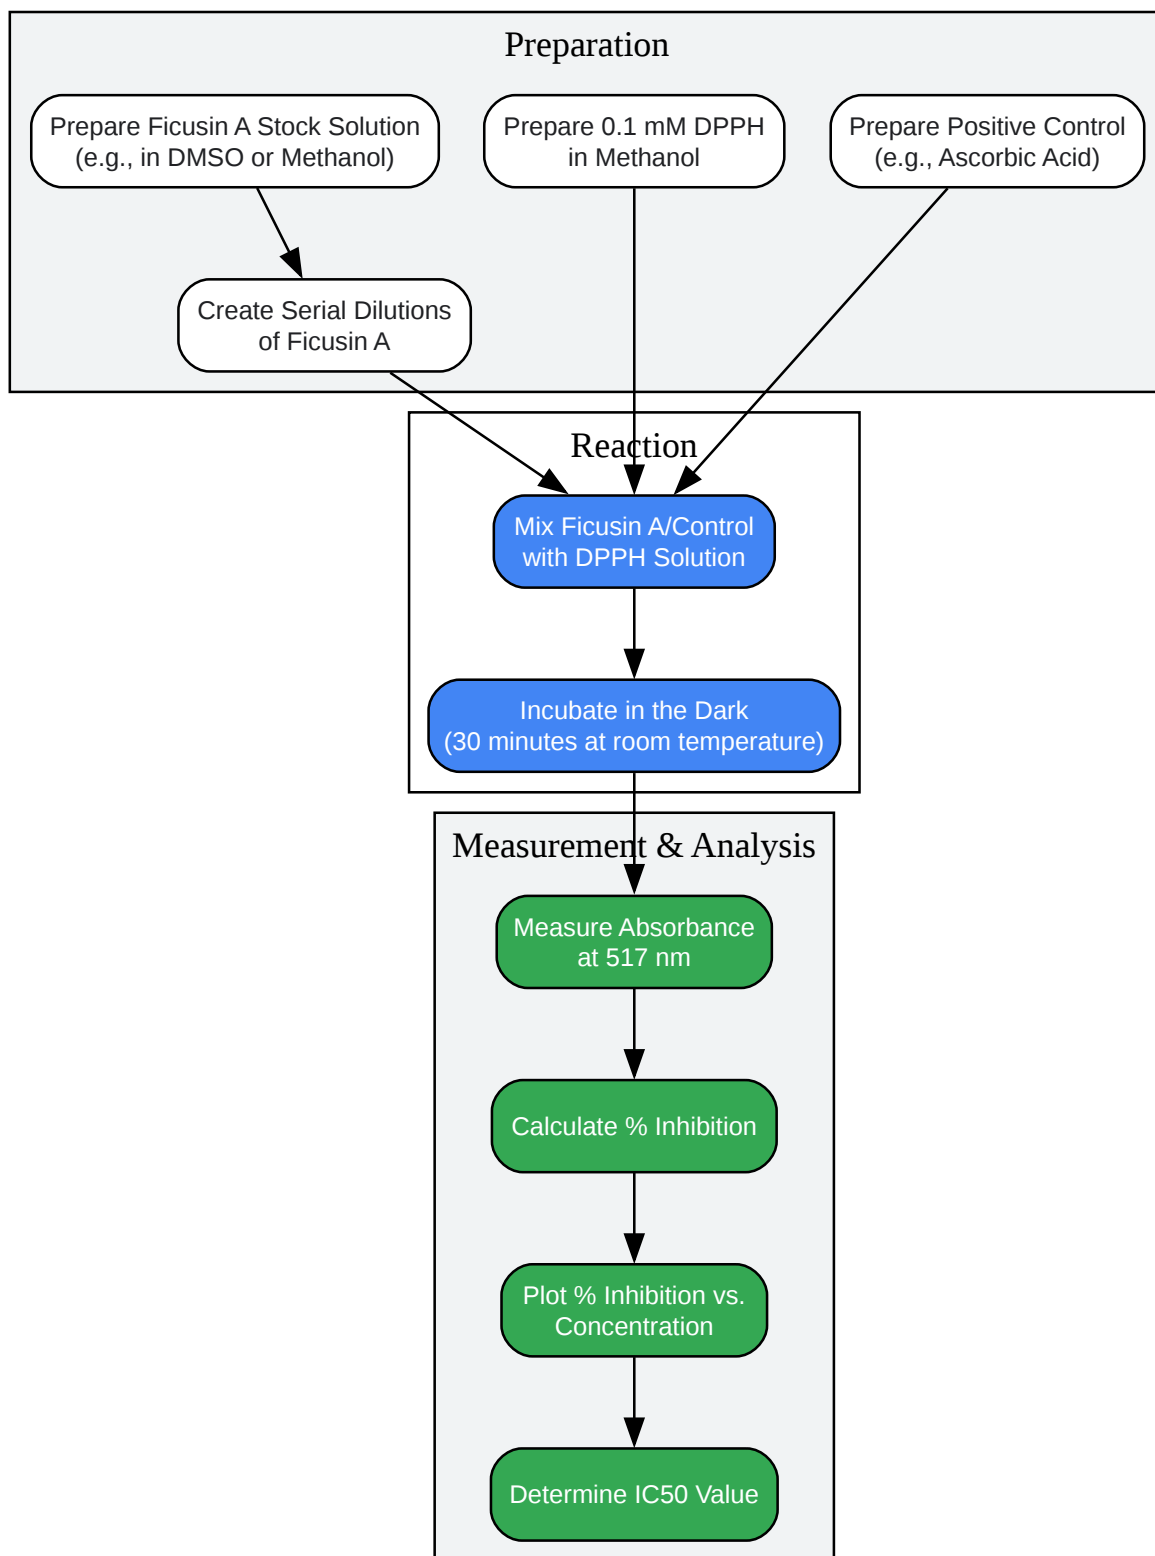 Preparation
Prepare Ficusin A Stock Solution
(e.g., in DMSO or Methanol)
Prepare 0.1 mM DPPH
in Methanol
Prepare Positive Control
(e.g., Ascorbic Acid)
Create Serial Dilutions
of Ficusin A
Reaction
Mix Ficusin A/Control
with DPPH Solution
Incubate in the Dark
(30 minutes at room temperature)
Measurement & Analysis
Measure Absorbance
at 517 nm
Calculate % Inhibition
Plot % Inhibition vs.
Concentration
Determine IC50 Value